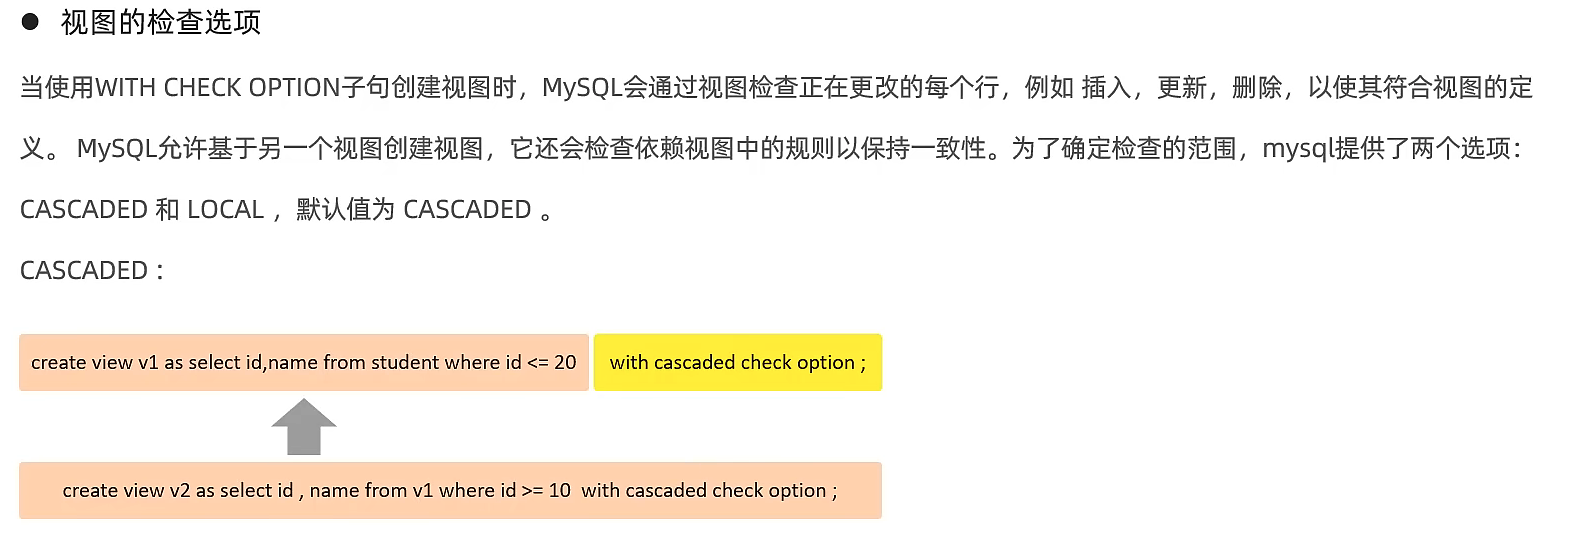 ● 视图的检查选项
当使用WITH CHECK OPTION子句创建视图时，MySQL会通过视图检查正在更改的每个行，例如 插入，更新，删除，以使其符合视图的定
义。 MySQL允许基于另一个视图创建视图，它还会检查依赖视图中的规则以保持一致性。为了确定检查的范围，mysql提供了两个选项：
CASCADED 和 LOCAL ，默认值为 CASCADED 。
CASCADED：
create view v1 as select id,name from student where id <= 20 with cascaded check option ;
create view v2 as select id , name from v1 where id >= 10  with cascaded check option ;